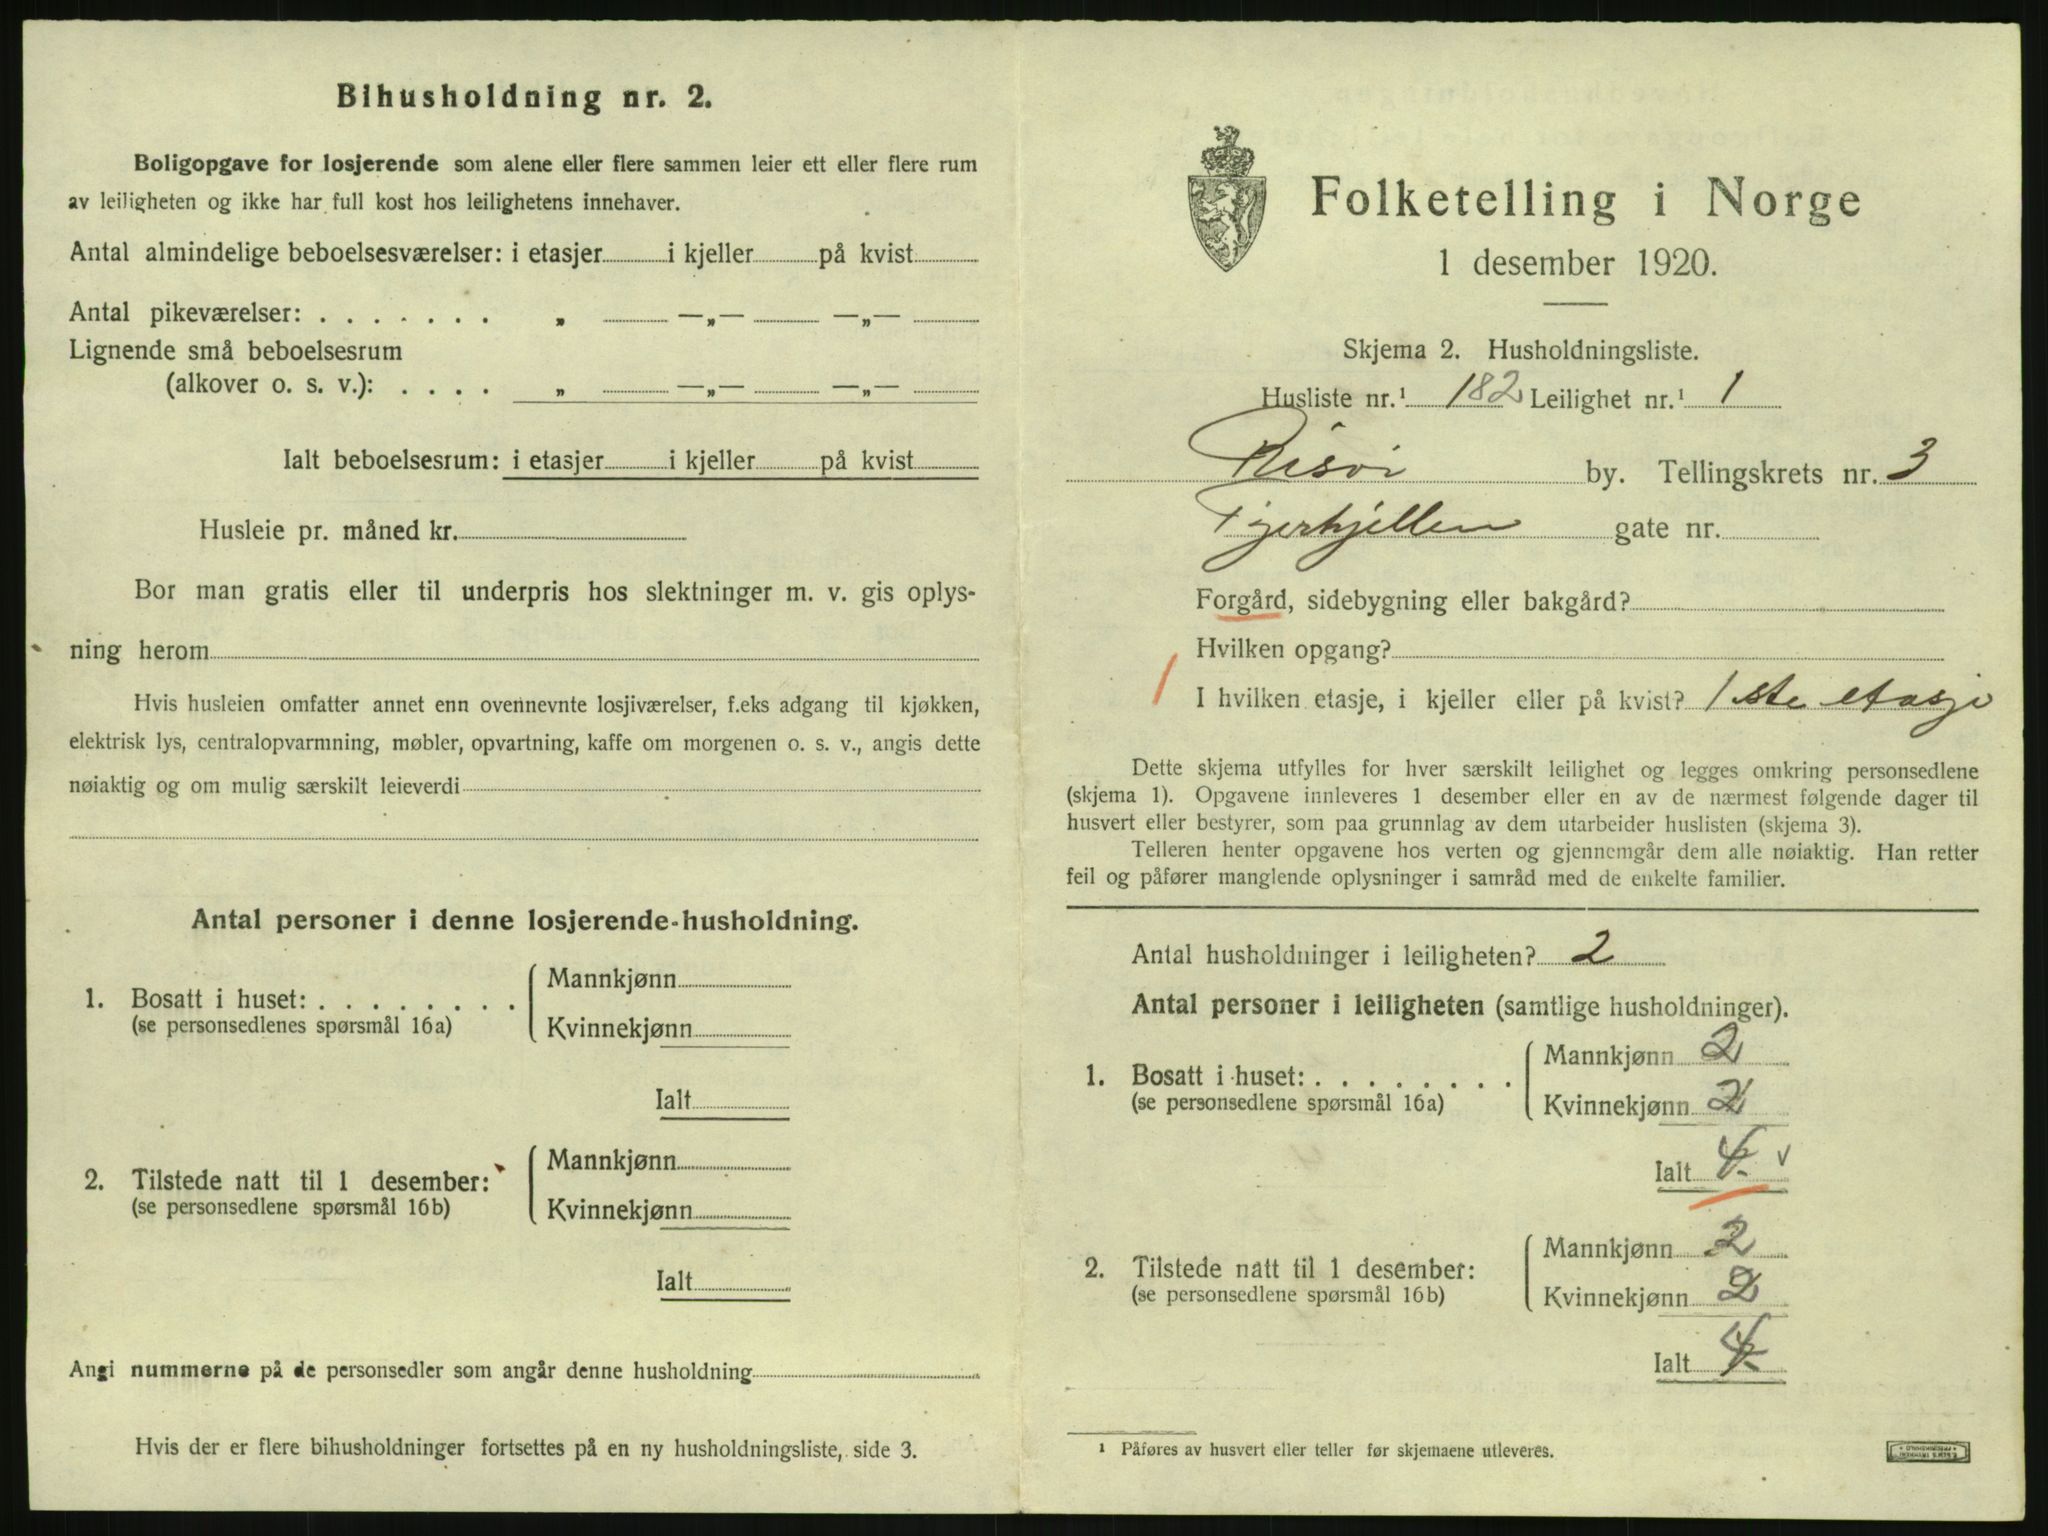 Bihusholdning nr. 2.
Boligopgave for losjerende som alene eller flere sammen leier ett eller flere rum
av leiligheten og ikke har full kost hos leilighetens innehaver.
Antal almindelige beboelsesværelser: i etasjer i kjeller på kvist
Antal pikeværelser: . . . . . . . „ —„— —„—
Lignende små beboelsesrum
(alkover o. s. v.): . . . . „ —„— —„—
Ialt beboelsesrum: i etasjer i kjeller på kvist
Husleie pr. måned kr.
Bor man gratis eller til underpris hos slektninger m. v. gis oplys-
ning herom
Hvis husleien omfatter annet enn ovennevnte losjiværelser, f.eks adgang til kjøkken,
elektrisk lys, centralopvarmning, møbler, opvartning, kaffe om morgenen o. s. v., angis dette
nøiaktig og om mulig særskilt leieverdi
Antal personer i denne losjerende-husholdning.
1. Bosatt i huset: . . . . . . . .
(se personsedlenes spørsmål 16a)
Mannkjønn
Kvinnekjønn
Ialt
2. Tilstede natt til 1 desember:
(se personsedlene spørsmål 16b)
Mannkjønn
Kvinnekjønn
Ialt
Angi nummerne på de personsedler som angår denne husholdning
Hvis der er flere bihusholdninger fortsettes på en ny husholdningsliste, side 3.
Folketelling i Norge
1 desember 1920.
Skjema 2. Husholdningsliste.
Husliste nr.¹ 182 Leilighet nr.¹ 1
Risør by. Tellingskrets nr. 3
gate nr.
Forgård, sidebygning eller bakgård?
Hvilken opgang?
1 I hvilken etasje, i kjeller eller på kvist? 1ste etasje
Dette skjema utfylles for hver særskilt leilighet og legges omkring personsedlene
(skjema 1). Opgavene innleveres 1 desember eller en av de nærmest følgende dager til
husvert eller bestyrer, som paa grunnlag av dem utarbeider huslisten (skjema 3).
Telleren henter opgavene hos verten og gjennemgår dem alle nøiaktig. Han retter
feil og påfører manglende oplysninger i samråd med de enkelte familier.
Antal husholdninger i leiligheten? 2
Antal personer i leiligheten (samtlige husholdninger).
1. Bosatt i huset: . . . . . . . .
(se personsedlene spørsmål 16a)
Mannkjønn 2
Kvinnekjønn 2
Ialt 4 v
2. Tilstede natt til 1 desember:
(se personsedlene spørsmål 16b)
Mannkjønn 2
Kvinnekjønn 2
Ialt 4
¹ Påføres av husvert eller teller før skjemaene utleveres.